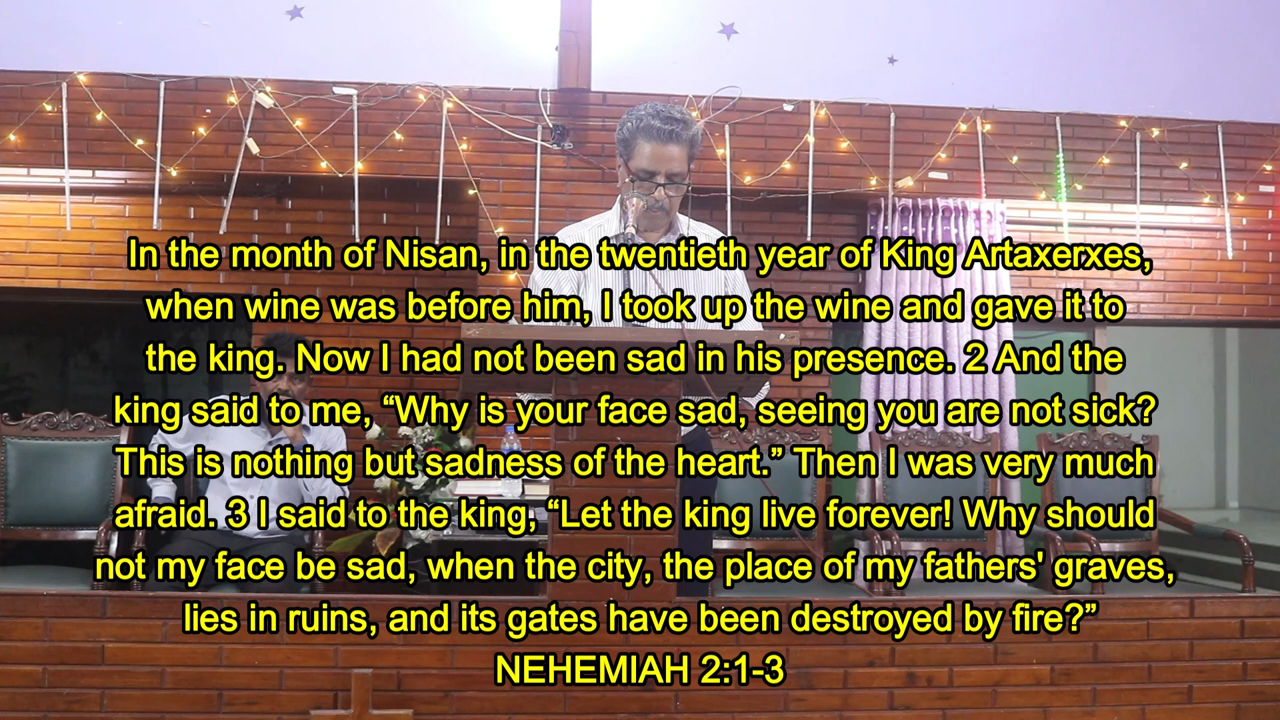 In the month of Nisan, in the twentieth year of King Artaxerxes,
when wine was before him, I took up the wine and gave it to
the king. Now I had not been sad in his presence. 2 And the
king said to me, “Why is your face sad, seeing you are not sick?
This is nothing but sadness of the heart.” Then I was very much
afraid. 3 I said to the king, “Let the king live forever! Why should
not my face be sad, when the city, the place of my fathers' graves,
lies in ruins, and its gates have been destroyed by fire?”
NEHEMIAH 2:1-3